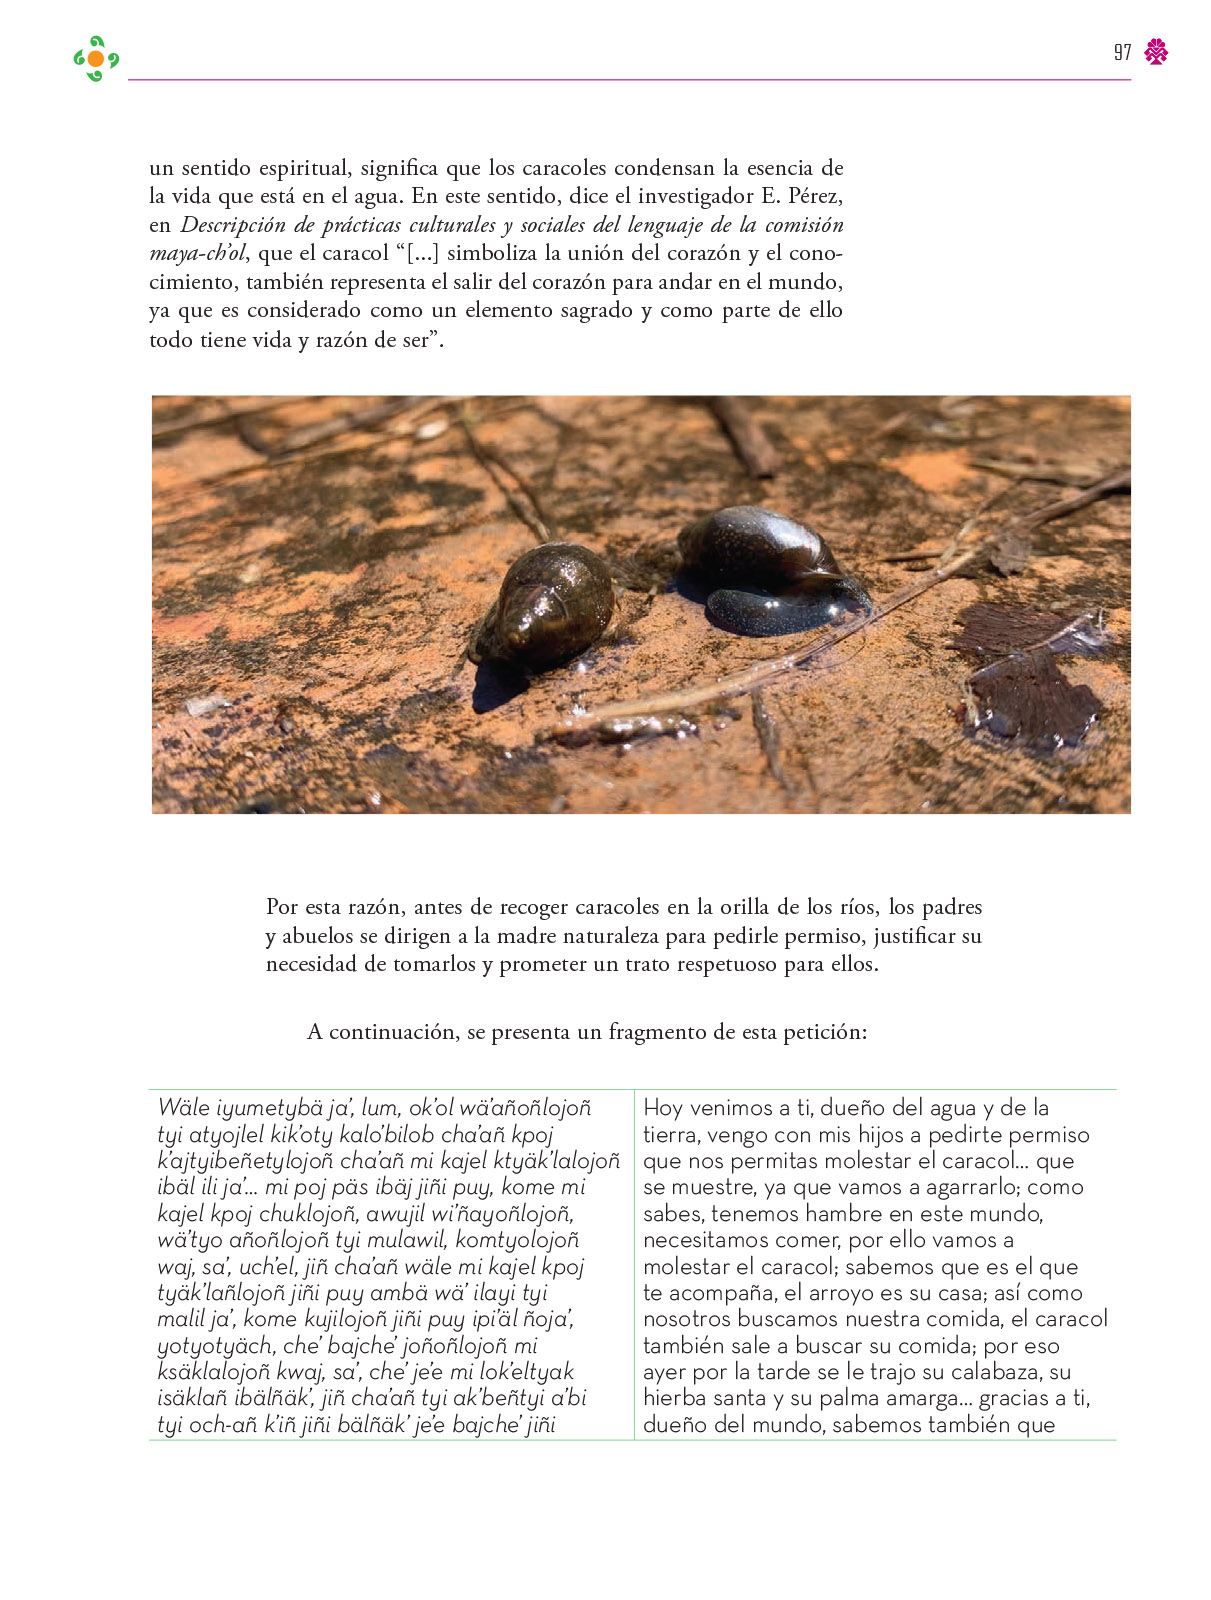 97
un sentido espiritual, significa que los caracoles condensan la esencia de
la vida que está en el agua. En este sentido, dice el investigador E. Pérez,
en Descripción de prácticas culturales y sociales del lenguaje de la comisión
maya-ch’ol, que el caracol “[...] simboliza la unión del corazón y el cono-
cimiento, también representa el salir del corazón para andar en el mundo,
ya que es considerado como un elemento sagrado y como parte de ello
todo tiene vida y razón de ser”.
Por esta razón, antes de recoger caracoles en la orilla de los ríos, los padres
y abuelos se dirigen a la madre naturaleza para pedirle permiso, justificar su
necesidad de tomarlos y prometer un trato respetuoso para ellos.
A continuación, se presenta un fragmento de esta petición:
Wäle iyumetybä ja’, lum, ok’ol wä’añoñlojoñ
tyi atyojlel kik’oty kalo’bilob cha’añ kpoj
k’ajtyibeñetylojoñ cha’añ mi kajel ktyäk’lalojoñ
ibäl ili ja’... mi poj päs ibäj jiñi puy, kome mi
kajel kpoj chuklojoñ, awujil wi’ñayoñlojoñ,
wä’tyo añoñlojoñ tyi mulawil, komtyolojoñ
waj, sa’, uch’el, jiñ cha’añ wäle mi kajel kpoj
tyäk’lañlojoñ jiñi puy ambä wä’ ilayi tyi
malil ja’, kome kujilojoñ jiñi puy ipi’äl ñoja’,
yotyotyäch, che’ bajche’ joñoñlojoñ mi
ksäklalojoñ kwaj, sa’, che’ je’e mi lok’eltyak
isäklañ ibälñäk’, jiñ cha’añ tyi ak’beñtyi a’bi
tyi och-añ k’iñ jiñi bälñäk’ je’e bajche’ jiñi
Hoy venimos a ti, dueño del agua y de la
tierra, vengo con mis hijos a pedirte permiso
que nos permitas molestar el caracol... que
se muestre, ya que vamos a agarrarlo; como
sabes, tenemos hambre en este mundo,
necesitamos comer, por ello vamos a
molestar el caracol; sabemos que es el que
te acompaña, el arroyo es su casa; así como
nosotros buscamos nuestra comida, el caracol
también sale a buscar su comida; por eso
ayer por la tarde se le trajo su calabaza, su
hierba santa y su palma amarga... gracias a ti,
dueño del mundo, sabemos también que